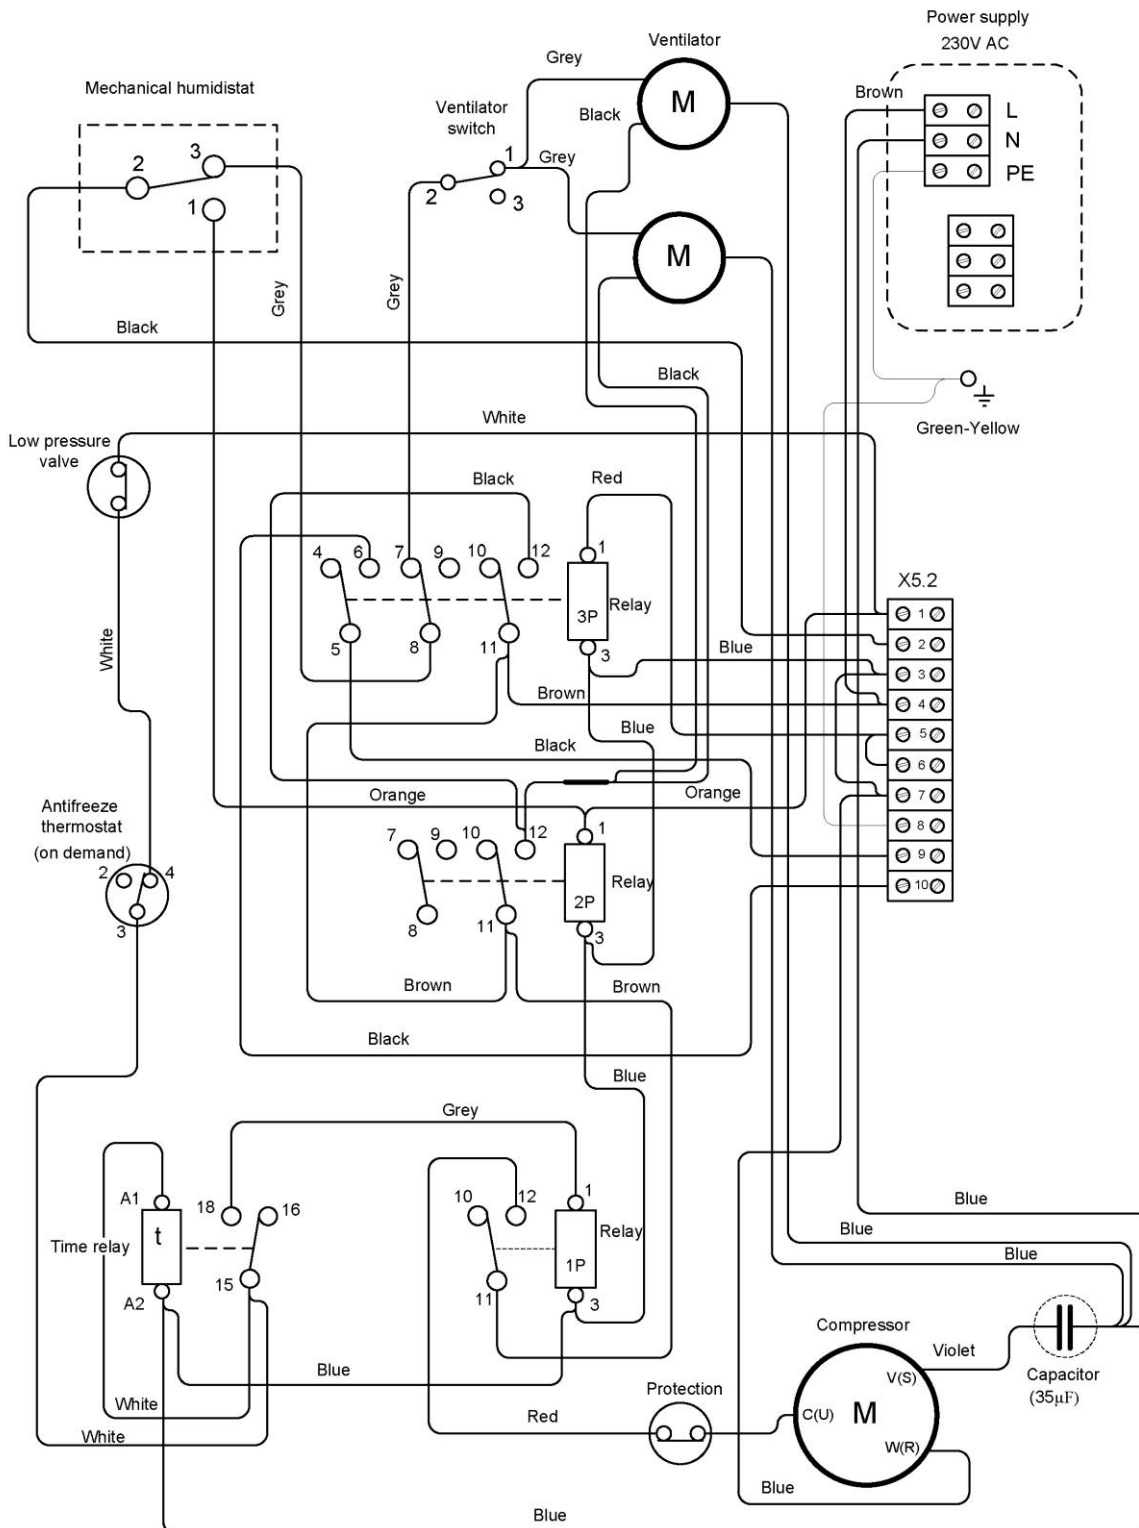 Power supply
230V AC
Ventilator
Grey
Mechanical humidistat
Ventilator
switch
Brown
L
M
Black
N
3
2
1
Grey
PE
2
3
1
M
Grey
Grey
Black
Black
White
Green-Yellow
Low pressure
valve
Black
Red
4
6
7
9
10
12
1
X5.2
Relay
3P
1
5
8
11
3
Blue
2
White
3
Brown
4
Blue
5
Black
6
Orange
Orange
7
Antifreeze
thermostat
(on demand)
7
9
10
12
1
8
2
4
Relay
9
2P
10
8
11
3
3
Brown
Brown
Black
Blue
Grey
A1
18
16
10
12
1
Blue
t
Relay
Blue
Time relay
1P
Blue
15
A2
11
3
Compressor
Violet
Blue
Protection
V(S)
Capacitor
(35µF)
White
Red
C(U)
M
White
W(R)
Blue
Blue